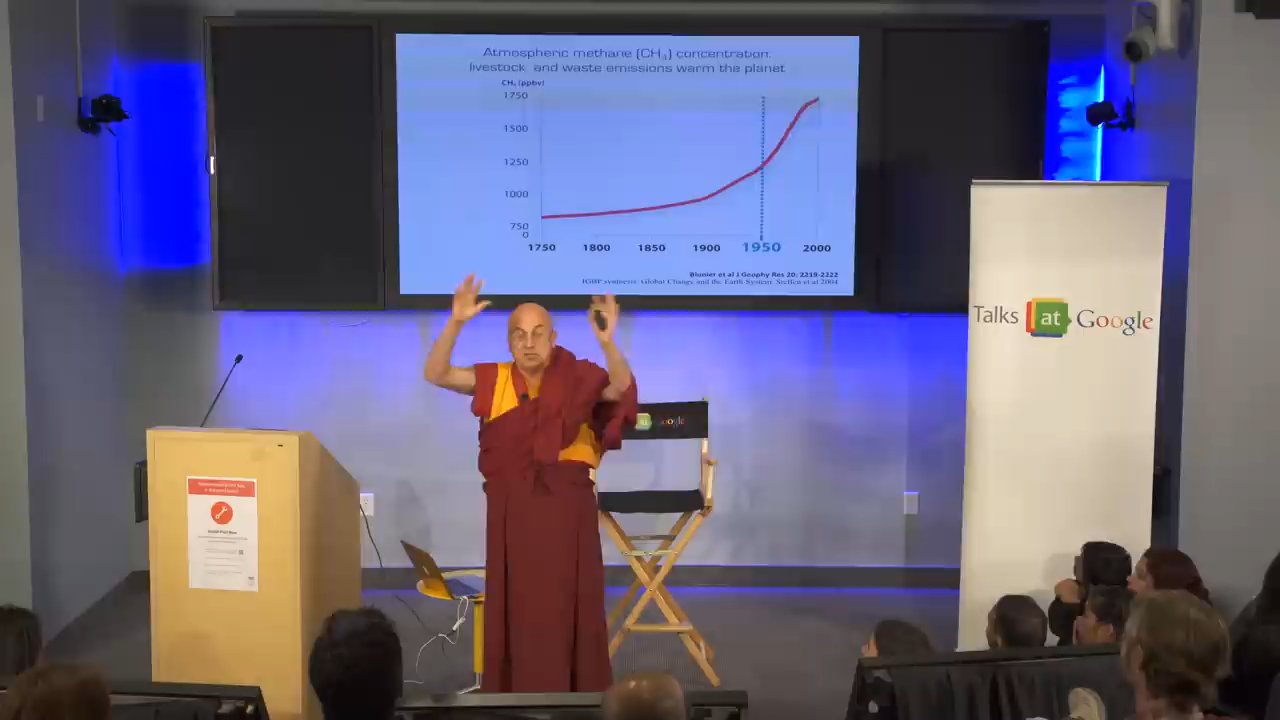 Atmospheric methane (CH₄) concentration:
livestock, and waste emissions warm the planet
CH₄ (ppbv)
1750
1500
1250
1000
750
0
1750 1800 1850 1900 1950 2000
Blunier et al J Geophy Res 20: 2219-2222
IGBP synthesis: Global Change and the Earth System, Steffen et al 2004
Talks at Google
Google